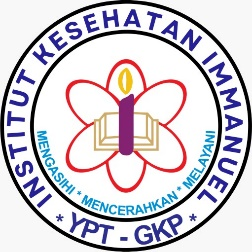 INSTITUT KESEHATAN IMMANUEL
MENGASIHI * MENCERAHKAN * MELAYANI
* YPT - GKP *